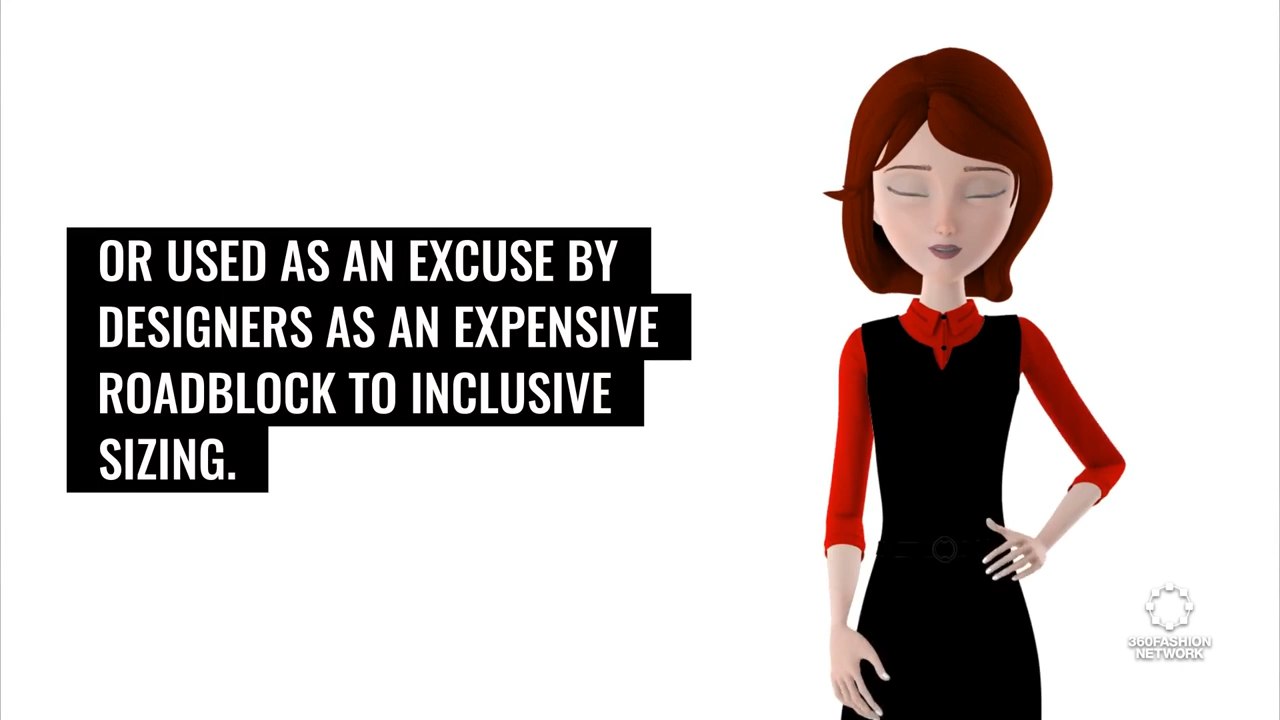 OR USED AS AN EXCUSE BY
DESIGNERS AS AN EXPENSIVE
ROADBLOCK TO INCLUSIVE
SIZING.
360FASHION
NETWORK